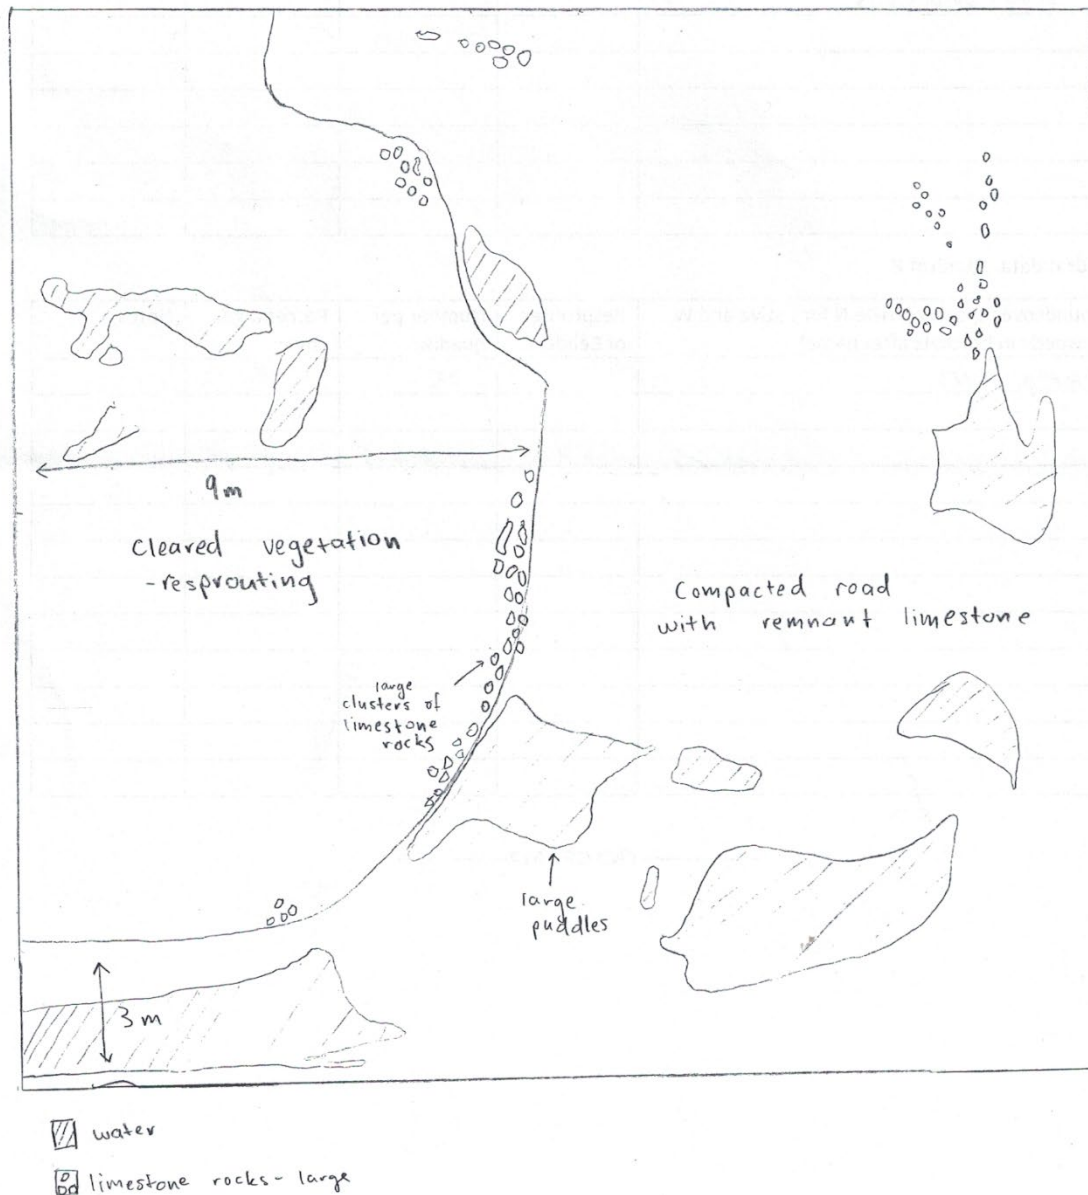 9m
Cleared vegetation
-resprouting
Compacted road
with remnant limestone
large
clusters of
limestone
rocks
large
puddles
3m
water
limestone rocks - large